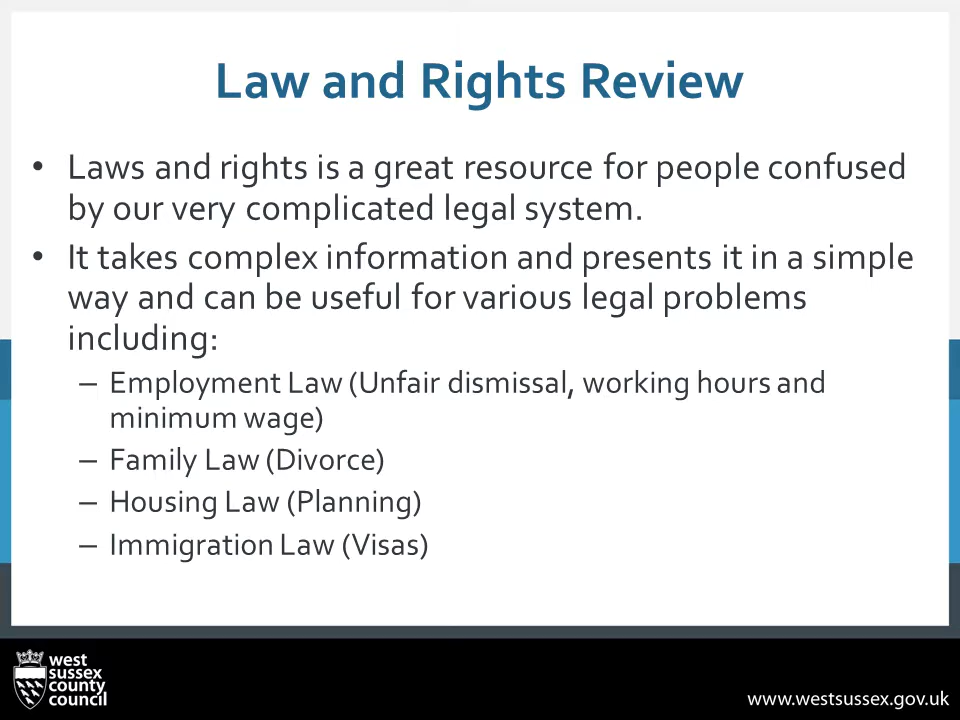 Law and Rights Review
• Laws and rights is a great resource for people confused
by our very complicated legal system.
• It takes complex information and presents it in a simple
way and can be useful for various legal problems
including:
– Employment Law (Unfair dismissal, working hours and
minimum wage)
– Family Law (Divorce)
– Housing Law (Planning)
– Immigration Law (Visas)
west
sussex
county
council
www.westsussex.gov.uk